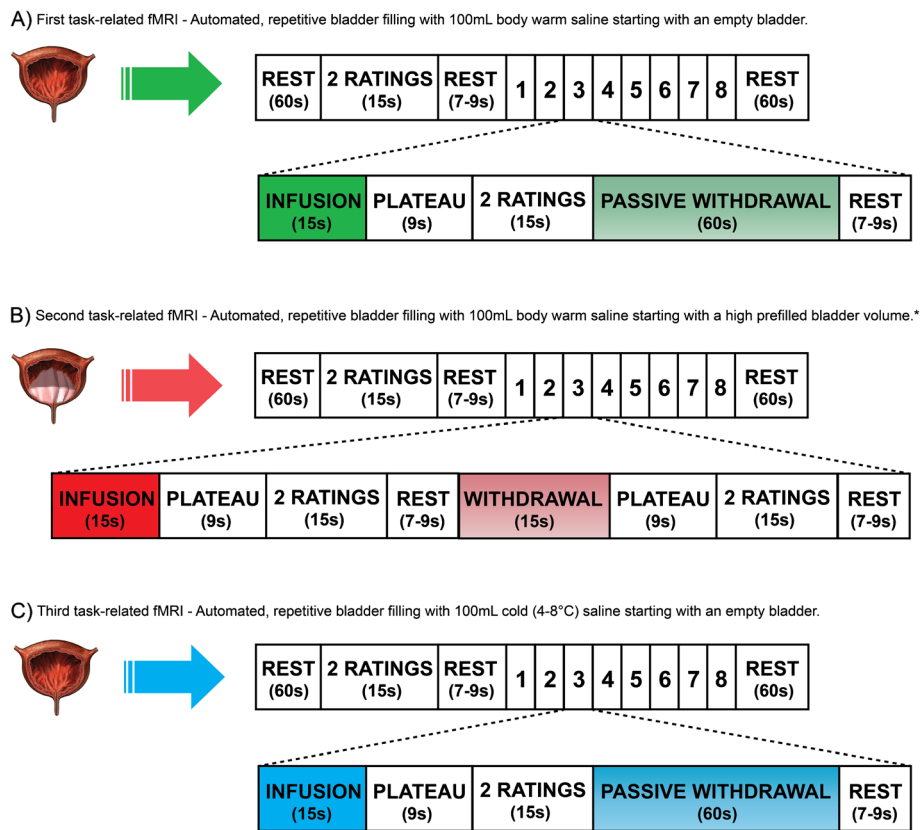 A) First task-related fMRI - Automated, repetitive bladder filling with 100mL body warm saline starting with an empty bladder.
REST 2 RATINGS REST 1 2 3 4 5 6 7 8 REST
(60s) (15s) (7-9s) (60s)
INFUSION PLATEAU 2 RATINGS PASSIVE WITHDRAWAL REST
(15s) (9s) (15s) (60s) (7-9s)
B) Second task-related fMRI - Automated, repetitive bladder filling with 100mL body warm saline starting with a high prefilled bladder volume.*
REST 2 RATINGS REST 1 2 3 4 5 6 7 8 REST
(60s) (15s) (7-9s) (60s)
INFUSION PLATEAU 2 RATINGS REST WITHDRAWAL PLATEAU 2 RATINGS REST
(15s) (9s) (15s) (7-9s) (15s) (9s) (15s) (7-9s)
C) Third task-related fMRI - Automated, repetitive bladder filling with 100mL cold (4-8°C) saline starting with an empty bladder.
REST 2 RATINGS REST 1 2 3 4 5 6 7 8 REST
(60s) (15s) (7-9s) (60s)
INFUSION PLATEAU 2 RATINGS PASSIVE WITHDRAWAL REST
(15s) (9s) (15s) (60s) (7-9s)